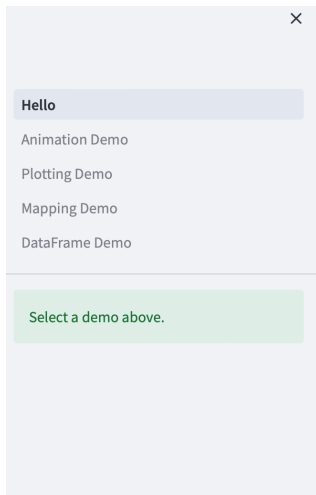 Hello
Animation Demo
Plotting Demo
Mapping Demo
DataFrame Demo
Select a demo above.